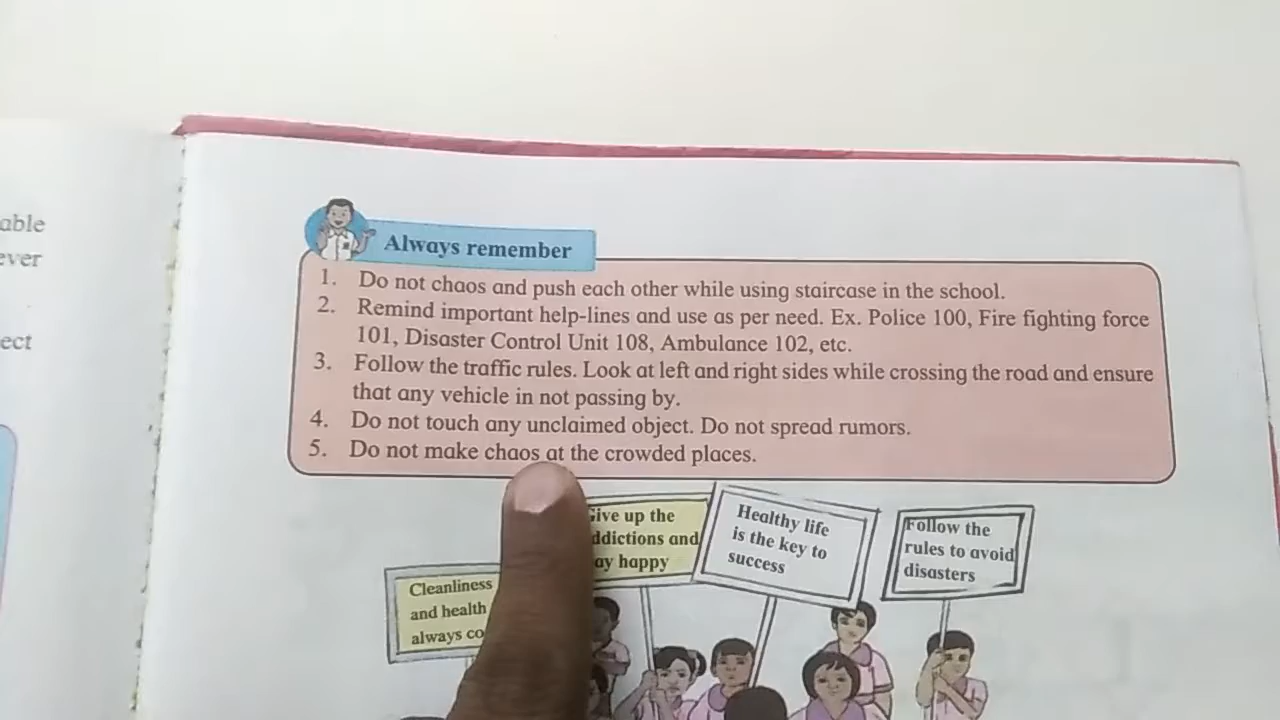 able
ever
ect
Always remember
1. Do not chaos and push each other while using staircase in the school.
2. Remind important help-lines and use as per need. Ex. Police 100, Fire fighting force
101, Disaster Control Unit 108, Ambulance 102, etc.
3. Follow the traffic rules. Look at left and right sides while crossing the road and ensure
that any vehicle in not passing by.
4. Do not touch any unclaimed object. Do not spread rumors.
5. Do not make chaos at the crowded places.
Cleanliness
and health
always co
Give up the
ddictions and
ay happy
Healthy life
is the key to
success
Follow the
rules to avoid
disasters